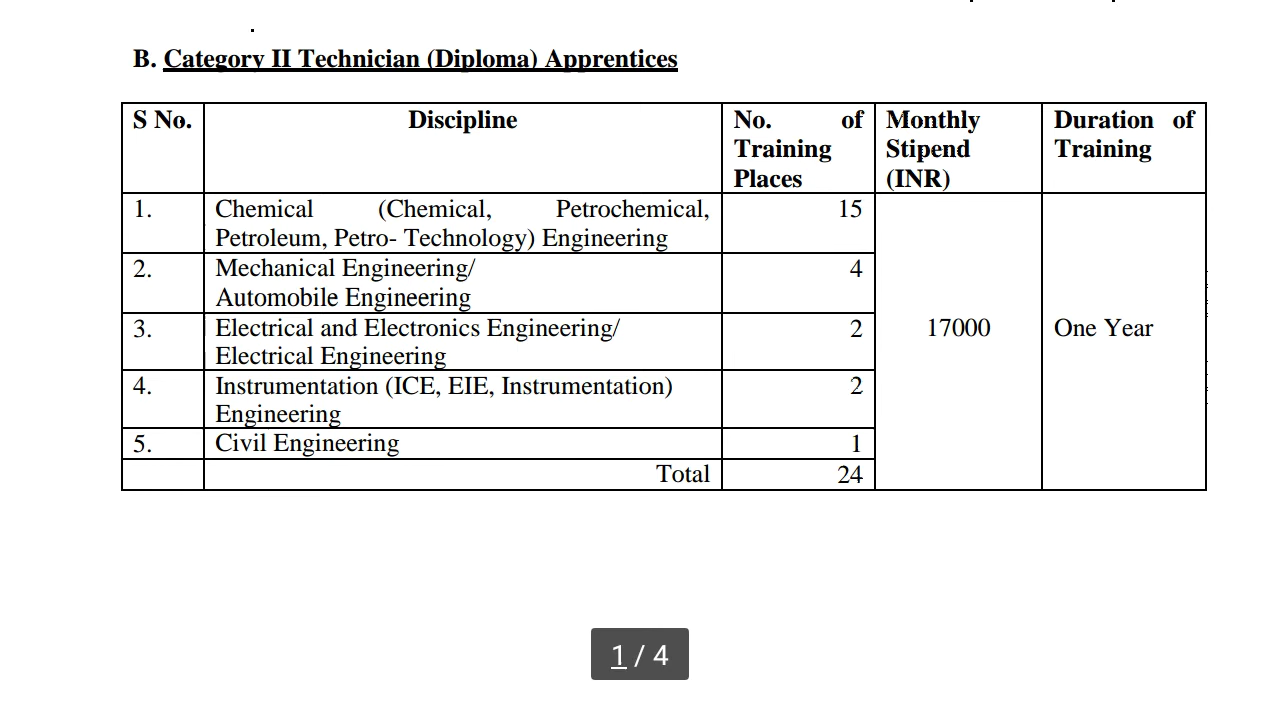 B. Category II Technician (Diploma) Apprentices
S No. Discipline No. of Training Places Monthly Stipend (INR) Duration of Training
1. Chemical (Chemical, Petrochemical,
Petroleum, Petro- Technology) Engineering 15
2. Mechanical Engineering/
Automobile Engineering 4
3. Electrical and Electronics Engineering/
Electrical Engineering 2
17000 One Year
4. Instrumentation (ICE, EIE, Instrumentation)
Engineering 2
5. Civil Engineering 1
Total 24
1 / 4